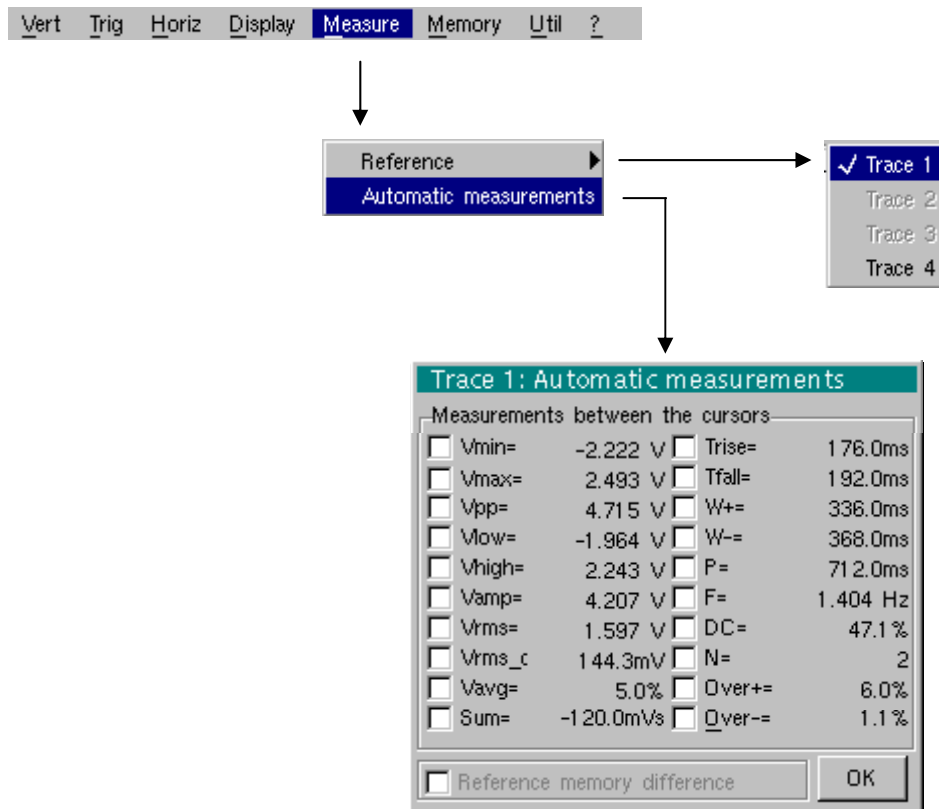 Vert Trig Horiz Display Measure Memory Util ?
Reference
Automatic measurements
Trace 1
Trace 2
Trace 3
Trace 4
Trace 1: Automatic measurements
Measurements between the cursors
Vmin= -2.222 V Trise= 176.0ms
Vmax= 2.493 V Tfall= 192.0ms
Vpp= 4.715 V W+= 336.0ms
Vlow= -1.964 V W-= 368.0ms
Vhigh= 2.243 V P= 712.0ms
Vamp= 4.207 V F= 1.404 Hz
Vrms= 1.597 V DC= 47.1%
Vrms_c 144.3mV N= 2
Vavg= 5.0% Over+= 6.0%
Sum= -120.0mVs Over-= 1.1%
Reference memory difference OK